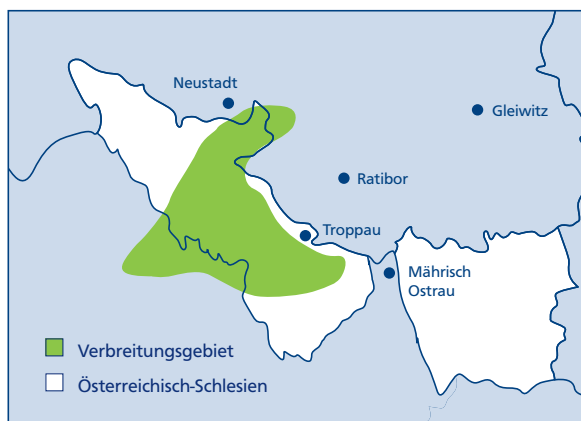 Neustadt
Gleiwitz
Ratibor
Troppau
Mährisch
Ostrau
Verbreitungsgebiet
Österreichisch-Schlesien